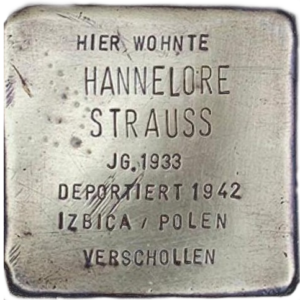 HIER WOHNTE
HANNELORE
STRAUSS
JG. 1933
DEPORTIERT 1942
IZBICA / POLEN
VERSCHOLLEN